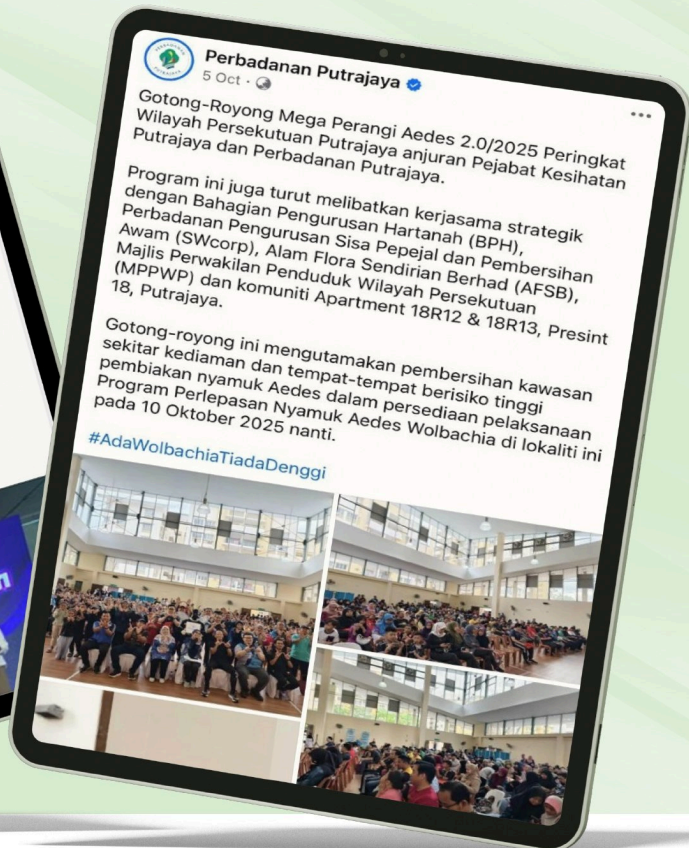 Perbadanan Putrajaya
5 Oct ·
Gotong-Royong Mega Perangi Aedes 2.0/2025 Peringkat
Wilayah Persekutuan Putrajaya anjuran Pejabat Kesihatan
Putrajaya dan Perbadanan Putrajaya.
Program ini juga turut melibatkan kerjasama strategik
dengan Bahagian Pengurusan Hartanah (BPH),
Perbadanan Pengurusan Sisa Pepejal dan Pembersihan
Awam (SWcorp), Alam Flora Sendirian Berhad (AFSB),
Majlis Perwakilan Penduduk Wilayah Persekutuan
(MPPWP) dan komuniti Apartment 18R12 & 18R13, Presint
18, Putrajaya.
Gotong-royong ini mengutamakan pembersihan kawasan
sekitar kediaman dan tempat-tempat berisiko tinggi
pembiakan nyamuk Aedes dalam persediaan pelaksanaan
Program Perlepasan Nyamuk Aedes Wolbachia di lokaliti ini
pada 10 Oktober 2025 nanti.
#AdaWolbachiaTiadaDenggi